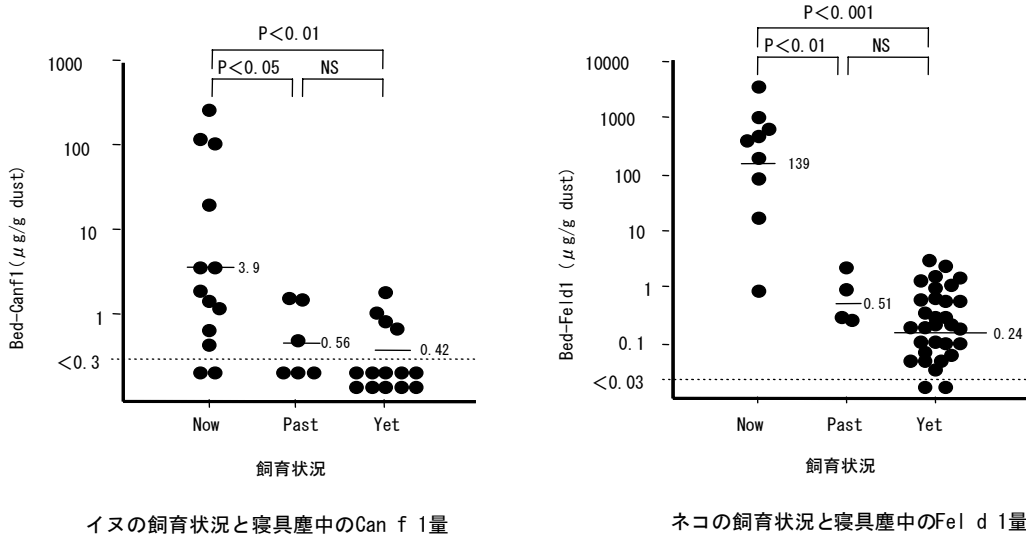 P<0.01
P<0.05
NS
1000
100
10
1
<0.3
Bed-Canf1(μg/g dust)
3.9
0.56
0.42
Now
Past
Yet
飼育状況
イヌの飼育状況と寝具塵中のCan f 1量
P<0.001
P<0.01
NS
10000
1000
100
10
1
0.1
<0.03
Bed-Feld1 (μg/g dust)
139
0.51
0.24
Now
Past
Yet
飼育状況
ネコの飼育状況と寝具塵中のFel d 1量